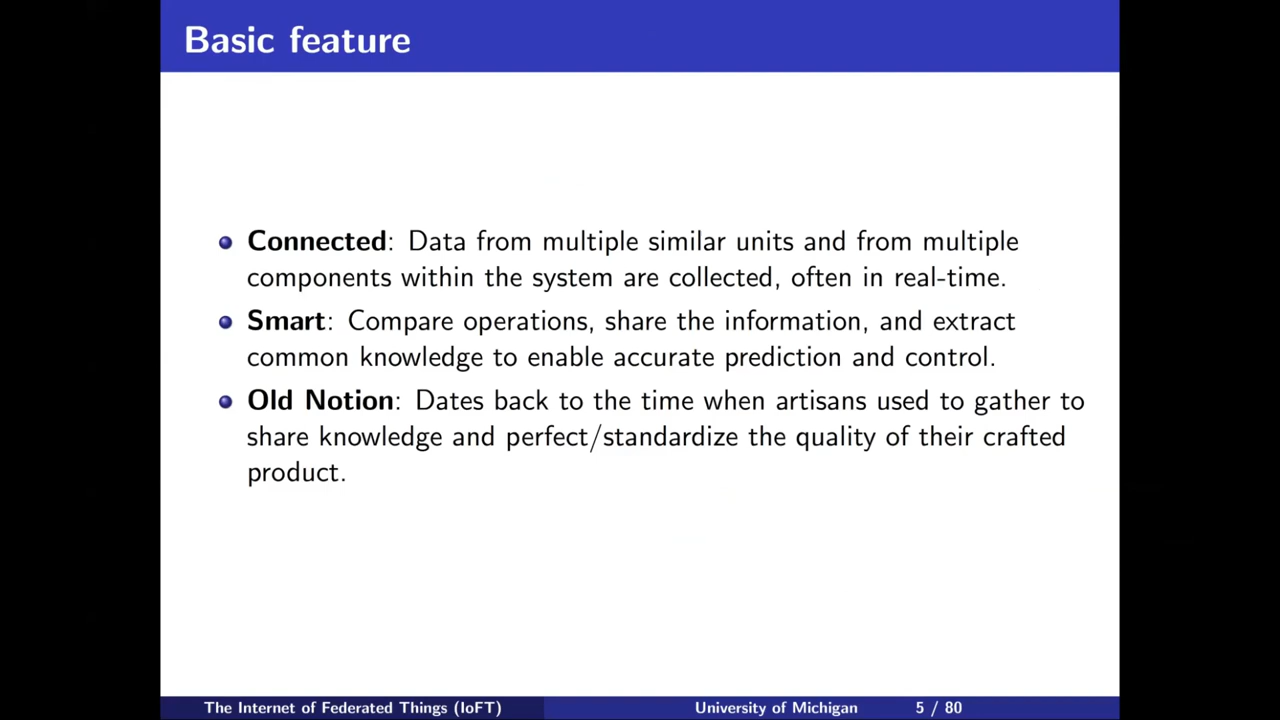 Basic feature
Connected: Data from multiple similar units and from multiple
components within the system are collected, often in real-time.
Smart: Compare operations, share the information, and extract
common knowledge to enable accurate prediction and control.
Old Notion: Dates back to the time when artisans used to gather to
share knowledge and perfect/standardize the quality of their crafted
product.
The Internet of Federated Things (IoFT) University of Michigan 5 / 80